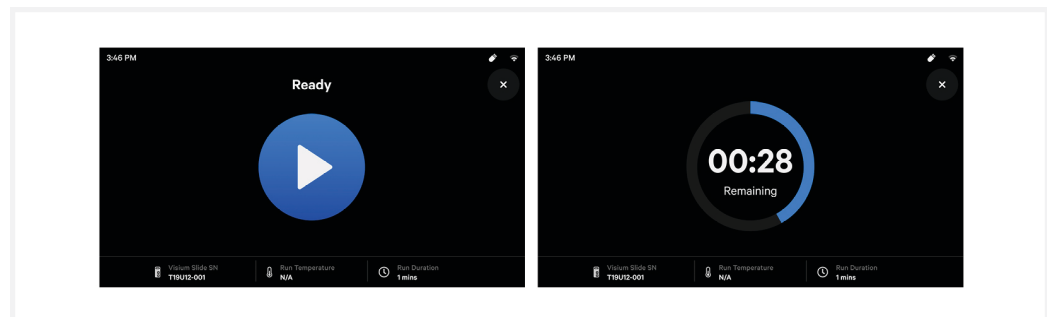 3:46 PM
Ready
Visium Slide SN
T19U12-001
Run Temperature
N/A
Run Duration
1 mins
3:46 PM
00:28
Remaining
Visium Slide SN
T19U12-001
Run Temperature
N/A
Run Duration
1 mins